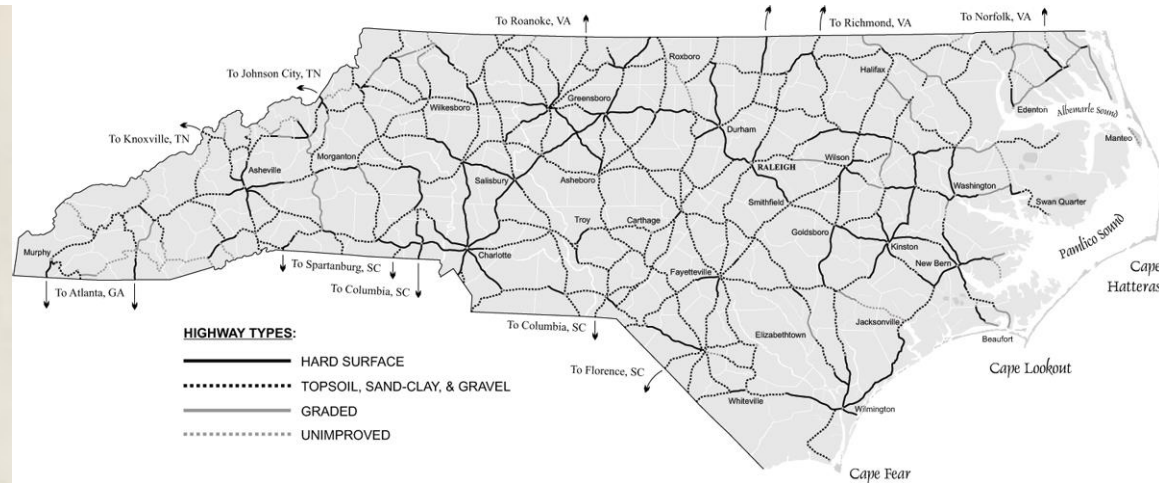 To Roanoke, VA
To Richmond, VA
To Norfolk, VA
Roxboro
To Johnson City, TN
Halifax
Wilkesboro
Greensboro
Edenton
Albemarle Sound
To Knoxville, TN
Durham
Manteo
Morganton
Asheville
RALEIGH
Wilson
Salisbury
Asheboro
Washington
Smithfield
Swan Quarter
Troy
Carthage
Goldsboro
Kinston
Pamlico Sound
Murphy
Charlotte
To Spartanburg, SC
Fayetteville
New Bern
Cape
Hatteras
To Atlanta, GA
To Columbia, SC
To Columbia, SC
Elizabethtown
Jacksonville
Beaufort
HIGHWAY TYPES:
HARD SURFACE
Cape Lookout
To Florence, SC
TOPSOIL, SAND-CLAY, & GRAVEL
Whiteville
Wilmington
GRADED
UNIMPROVED
Cape Fear